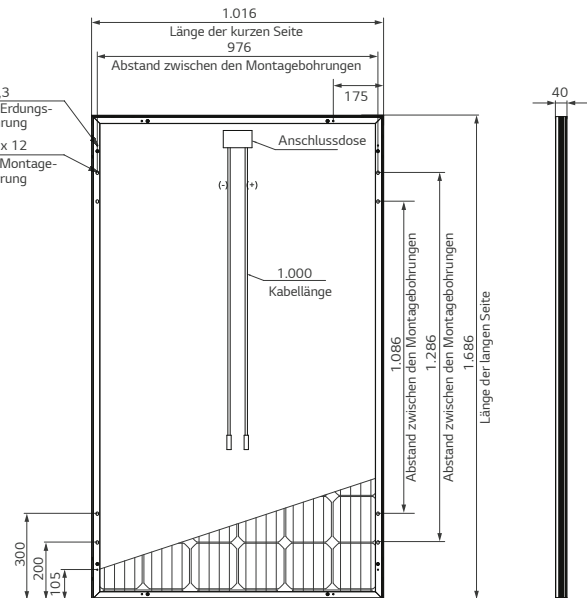 1.016
Länge der kurzen Seite
976
Abstand zwischen den Montagebohrungen
175
40
,3
Erdungs-
rung
x 12
Montage-
rung
Anschlussdose
(-)
(+)
1.000
Kabellänge
1.086
Abstand zwischen den Montagebohrungen
1.286
Abstand zwischen den Montagebohrungen
1.686
Länge der langen Seite
300
200
105